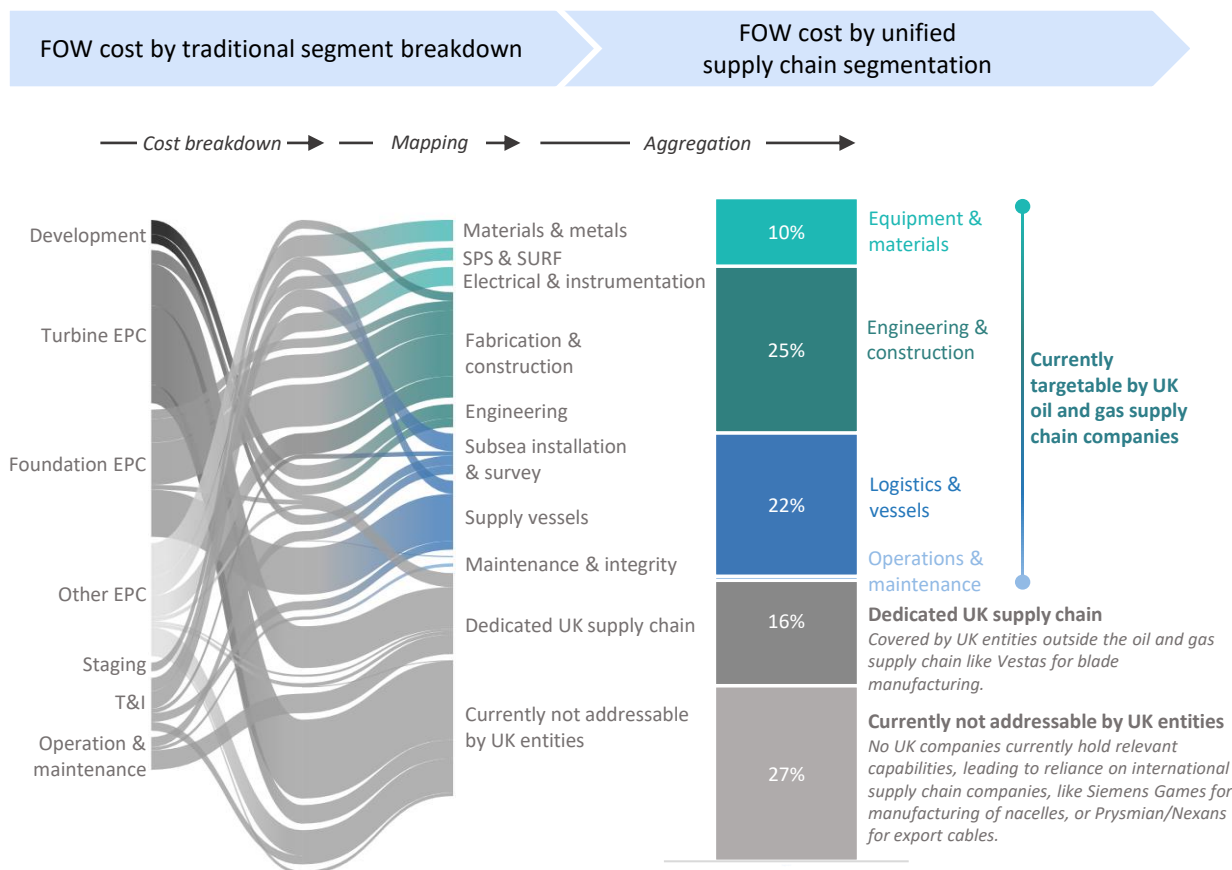 FOW cost by traditional segment breakdown
FOW cost by unified
supply chain segmentation
Cost breakdown
Mapping
Aggregation
Development
Turbine EPC
Foundation EPC
Other EPC
Staging
T&I
Operation &
maintenance
Materials & metals
SPS & SURF
Electrical & instrumentation
Fabrication &
construction
Engineering
Subsea installation
& survey
Supply vessels
Maintenance & integrity
Dedicated UK supply chain
Currently not addressable
by UK entities
10%
25%
22%
16%
27%
Equipment &
materials
Engineering &
construction
Logistics &
vessels
Operations &
maintenance
Currently
targetable by UK
oil and gas supply
chain companies
Dedicated UK supply chain
Covered by UK entities outside the oil and gas
supply chain like Vestas for blade
manufacturing.
Currently not addressable by UK entities
No UK companies currently hold relevant
capabilities, leading to reliance on international
supply chain companies, like Siemens Games for
manufacturing of nacelles, or Prysmian/Nexans
for export cables.